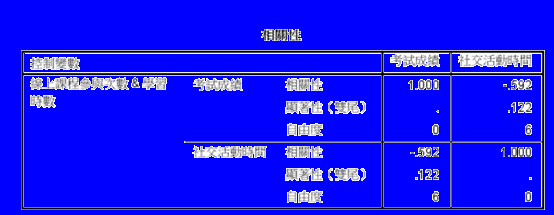 相關性
控制變數 考試成績 社交活動時間
線上課程參與次數 & 學習時數 考試成績 相關性 1.000 -.592
顯著性（雙尾） . .122
自由度 0 6
社交活動時間 相關性 -.592 1.000
顯著性（雙尾） .122 .
自由度 6 0